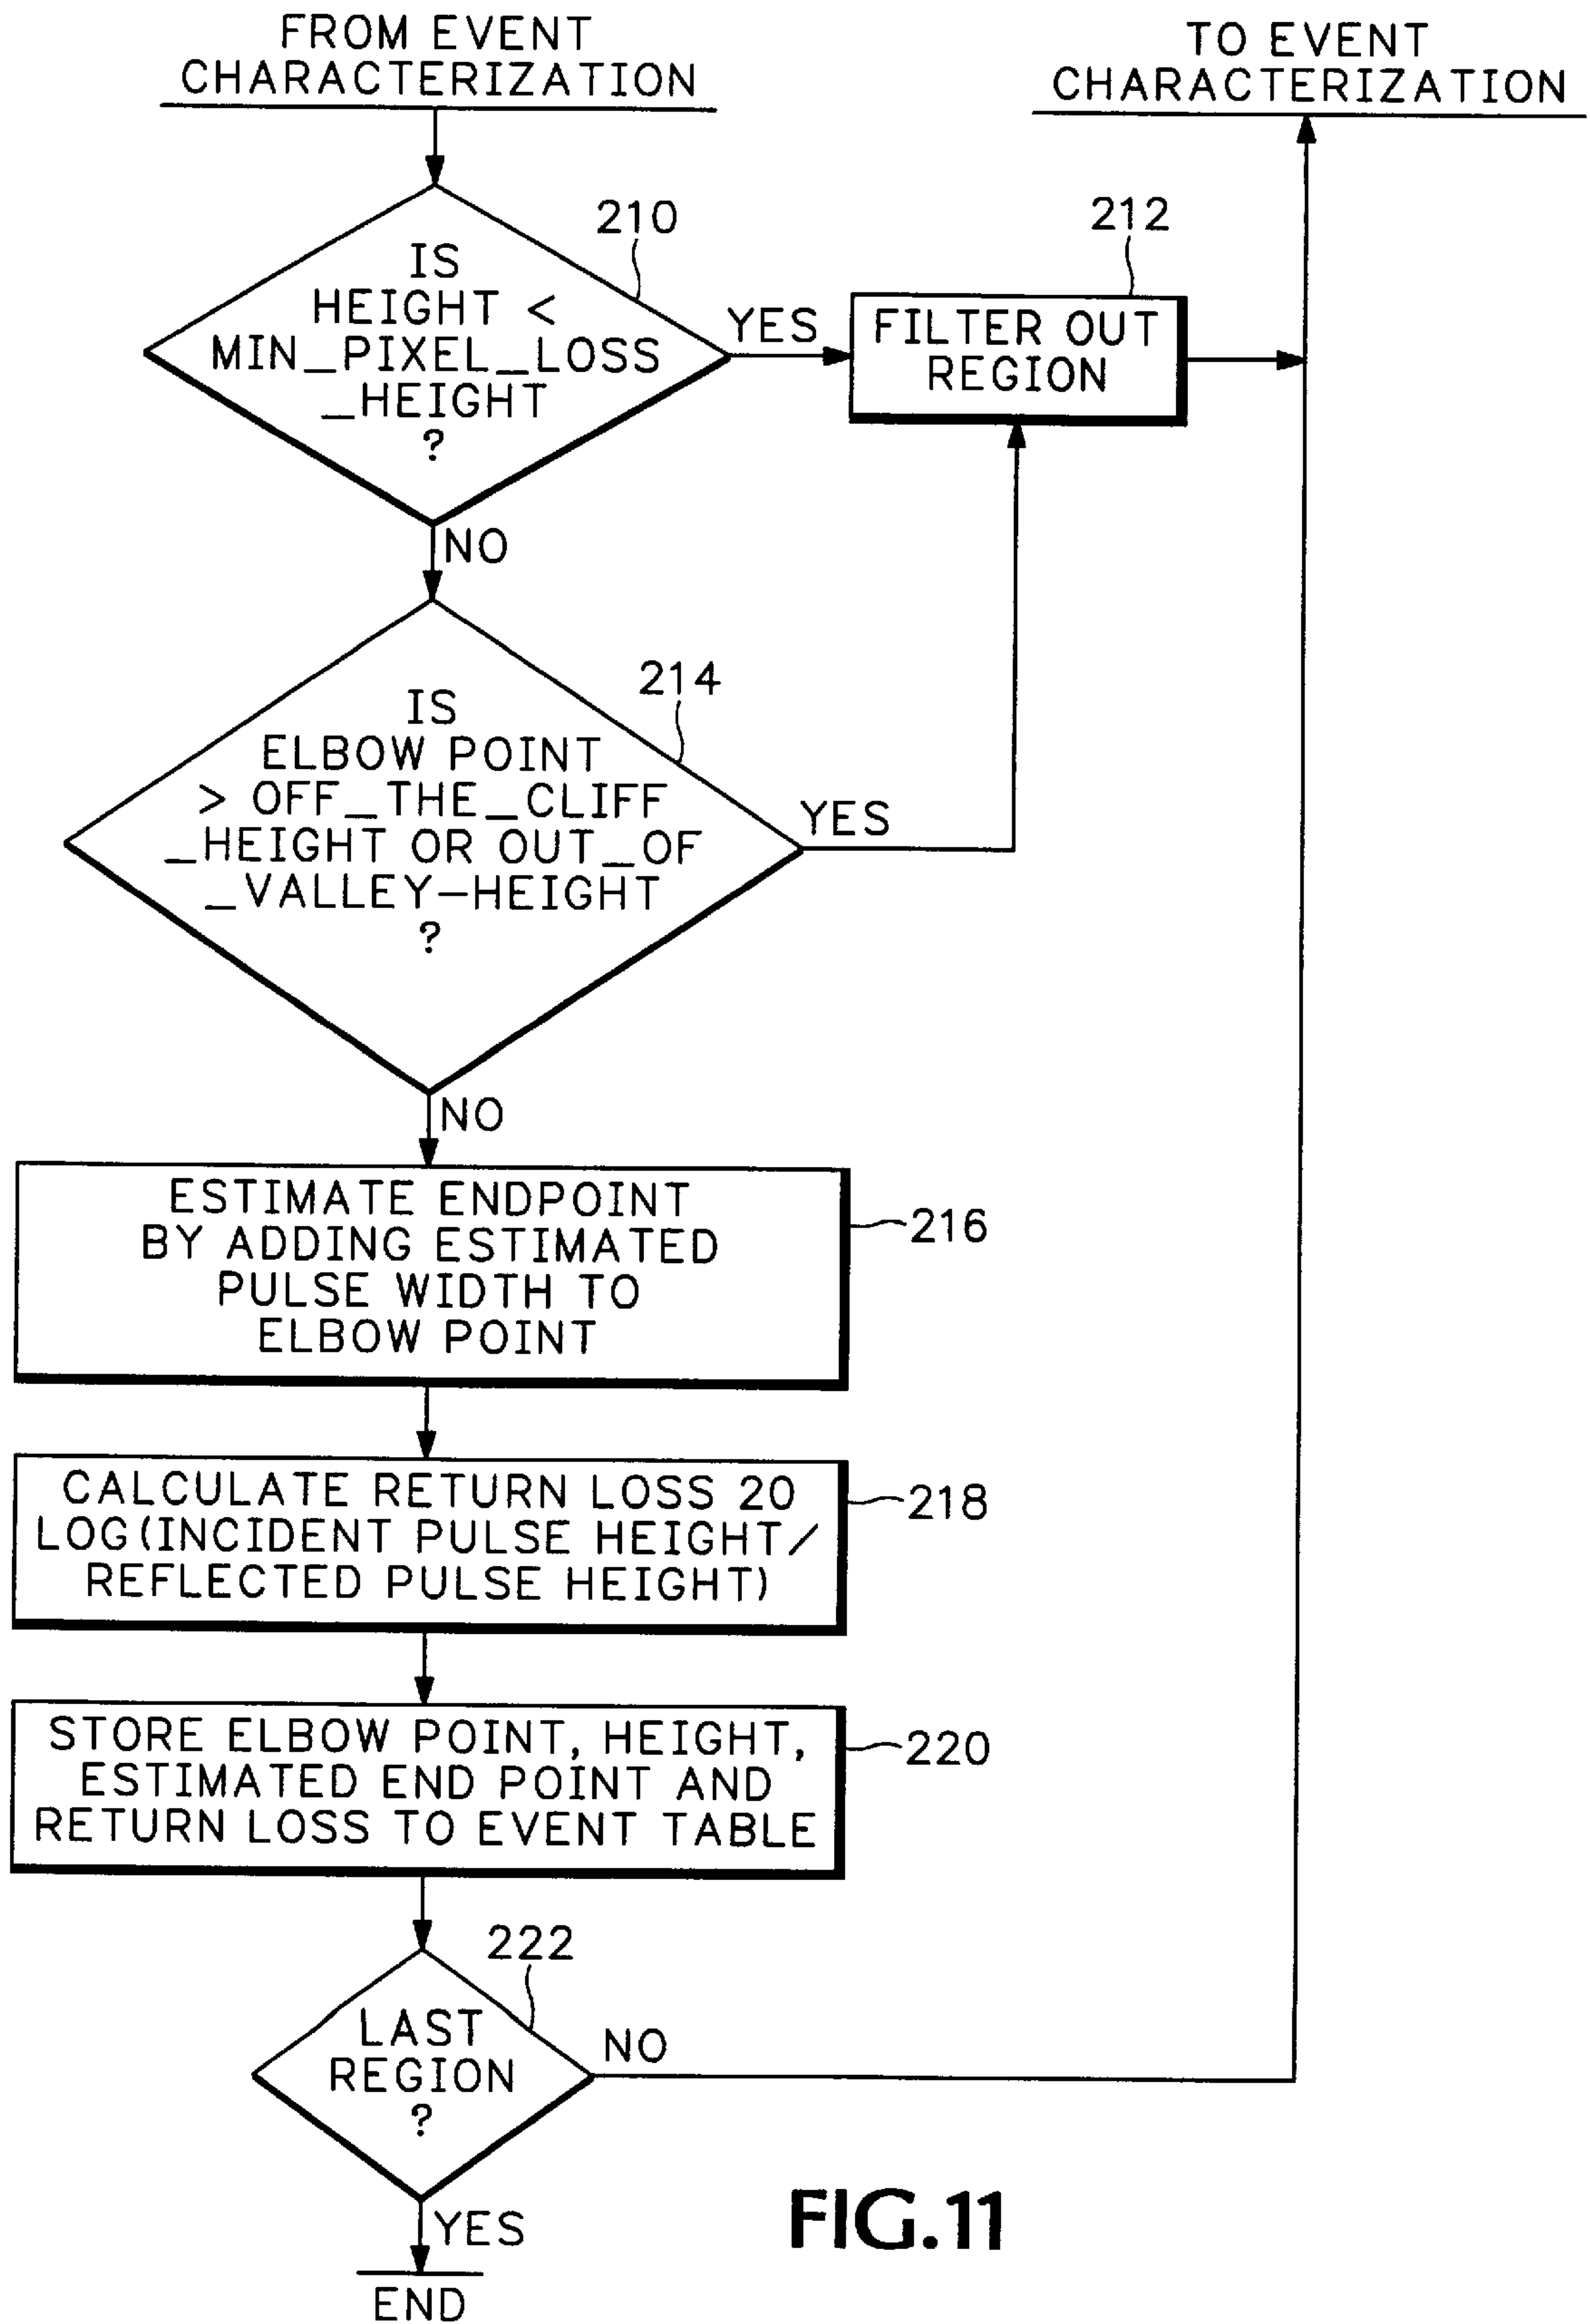 FROM EVENT
CHARACTERIZATION
TO EVENT
CHARACTERIZATION
210
IS
HEIGHT <
MIN_PIXEL_LOSS
_HEIGHT
?
YES
212
FILTER OUT
REGION
NO
214
IS
ELBOW POINT
> OFF_THE_CLIFF
_HEIGHT OR OUT_OF
_VALLEY-HEIGHT
?
YES
NO
ESTIMATE ENDPOINT
BY ADDING ESTIMATED
PULSE WIDTH TO
ELBOW POINT
216
CALCULATE RETURN LOSS 20
LOG(INCIDENT PULSE HEIGHT/
REFLECTED PULSE HEIGHT)
218
STORE ELBOW POINT, HEIGHT,
ESTIMATED END POINT AND
RETURN LOSS TO EVENT TABLE
220
222
LAST
REGION
?
NO
YES
END
FIG.11